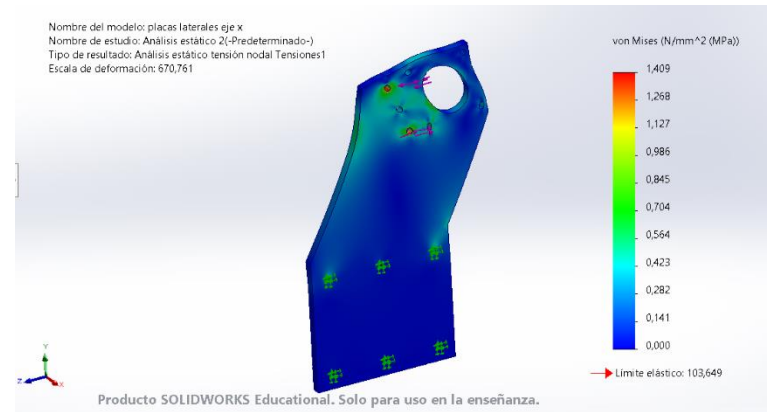 Nombre del modelo: placas laterales eje x
Nombre de estudio: Análisis estático 2(-Predeterminado-)
Tipo de resultado: Análisis estático tensión nodal Tensiones1
Escala de deformación: 670,761
von Mises (N/mm^2 (MPa))
1,409
1,268
1,127
0,986
0,845
0,704
0,564
0,423
0,282
0,141
0,000
Límite elástico: 103,649
Y
Z
X
Producto SOLIDWORKS Educational. Solo para uso en la enseñanza.